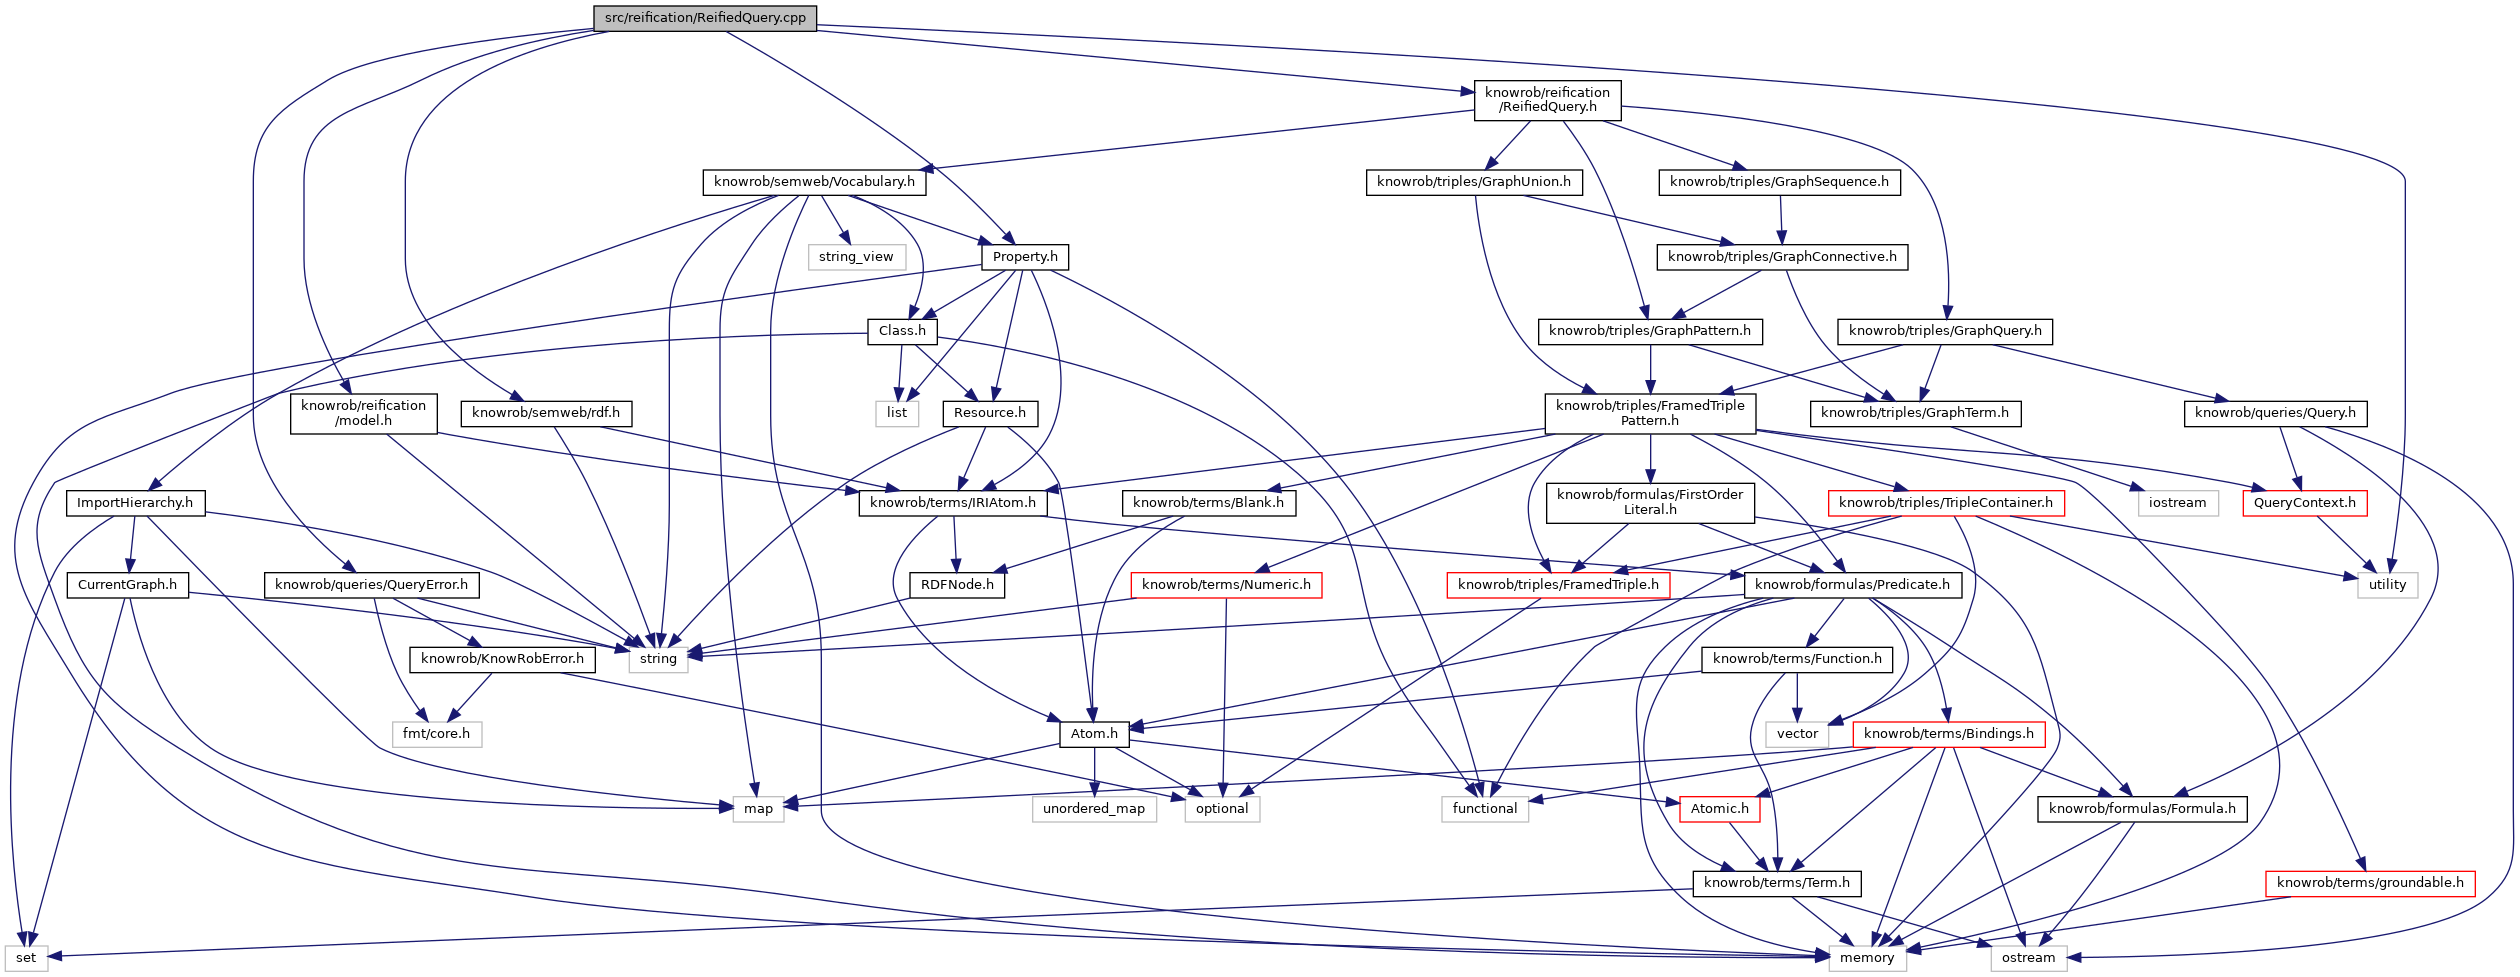 src/reification/ReifiedQuery.cpp
knowrob/reification
/ReifiedQuery.h
knowrob/semweb/Vocabulary.h
knowrob/triples/GraphUnion.h
knowrob/triples/GraphSequence.h
string_view
Property.h
knowrob/triples/GraphConnective.h
Class.h
knowrob/triples/GraphPattern.h
knowrob/triples/GraphQuery.h
knowrob/reification
/model.h
knowrob/semweb/rdf.h
list
Resource.h
knowrob/triples/FramedTriple
Pattern.h
knowrob/triples/GraphTerm.h
knowrob/queries/Query.h
ImportHierarchy.h
knowrob/terms/IRIAtom.h
knowrob/terms/Blank.h
knowrob/formulas/FirstOrder
Literal.h
knowrob/triples/TripleContainer.h
iostream
QueryContext.h
CurrentGraph.h
knowrob/queries/QueryError.h
RDFNode.h
knowrob/terms/Numeric.h
knowrob/triples/FramedTriple.h
knowrob/formulas/Predicate.h
utility
knowrob/KnowRobError.h
string
knowrob/terms/Function.h
fmt/core.h
Atom.h
vector
knowrob/terms/Bindings.h
map
unordered_map
optional
functional
Atomic.h
knowrob/formulas/Formula.h
knowrob/terms/Term.h
knowrob/terms/groundable.h
set
memory
ostream